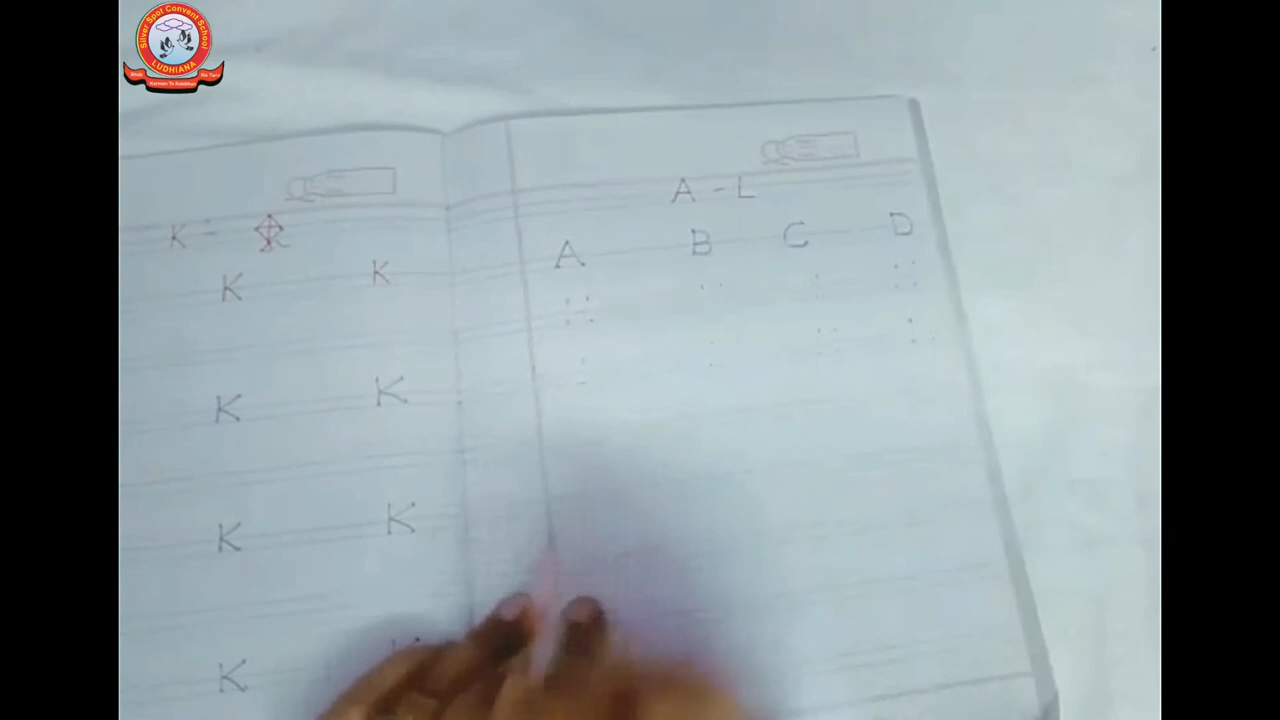 Silver Spot Convent School
LUDHIANA
K -
K K
K K
K K
K
A - L
A B C D